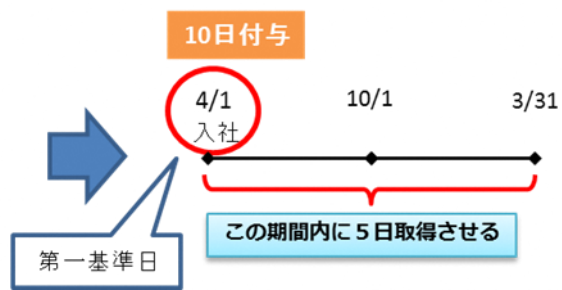 10日付与
4/1
入社
10/1
3/31
この期間内に５日取得させる
第一基準日